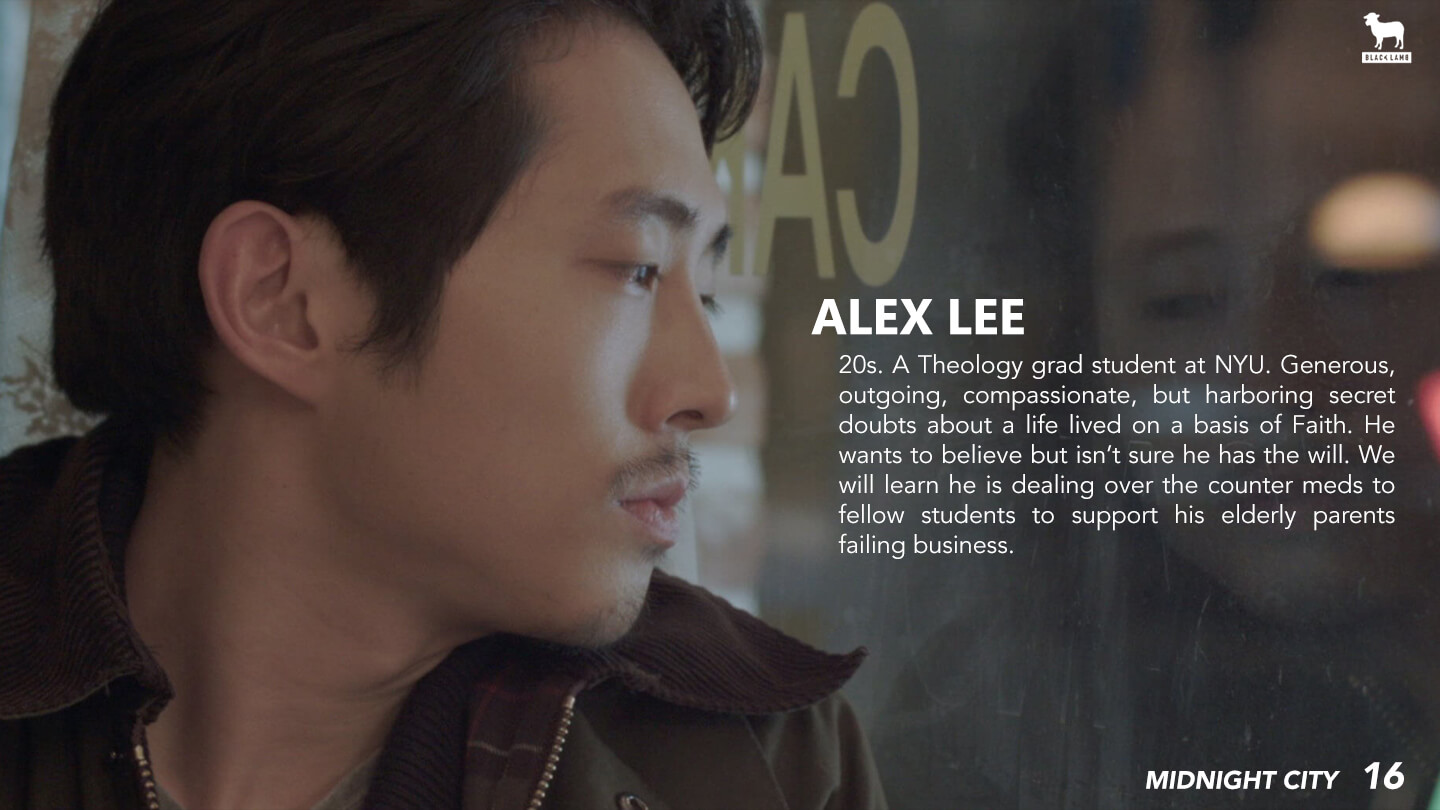 BLACK LAMB
CA
ALEX LEE
20s. A Theology grad student at NYU. Generous,
outgoing, compassionate, but harboring secret
doubts about a life lived on a basis of Faith. He
wants to believe but isn’t sure he has the will. We
will learn he is dealing over the counter meds to
fellow students to support his elderly parents
failing business.
MIDNIGHT CITY 16